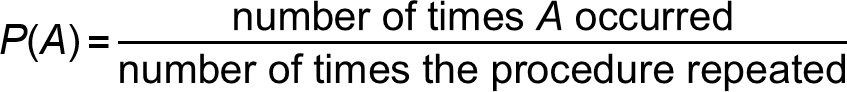 P(A) = number of times A occurred
number of times the procedure repeated